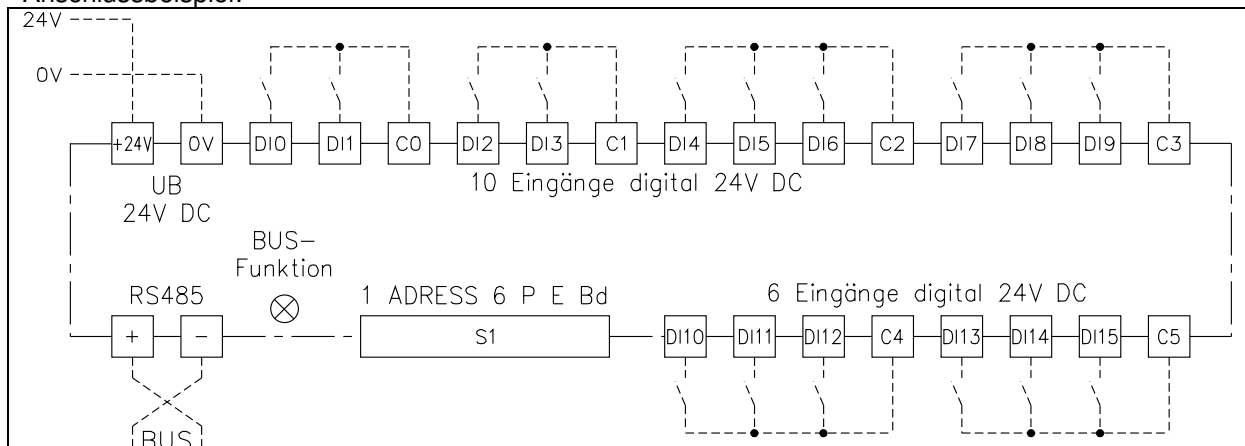 Anschlussbeispiel:
24V
0V
+24V 0V DI0 DI1 C0 DI2 DI3 C1 DI4 DI5 DI6 C2 DI7 DI8 DI9 C3
UB
24V DC
10 Eingänge digital 24V DC
BUS-
Funktion
RS485
1 ADRESS 6 P E Bd
6 Eingänge digital 24V DC
+ - S1 DI10 DI11 DI12 C4 DI13 DI14 DI15 C5
BUS